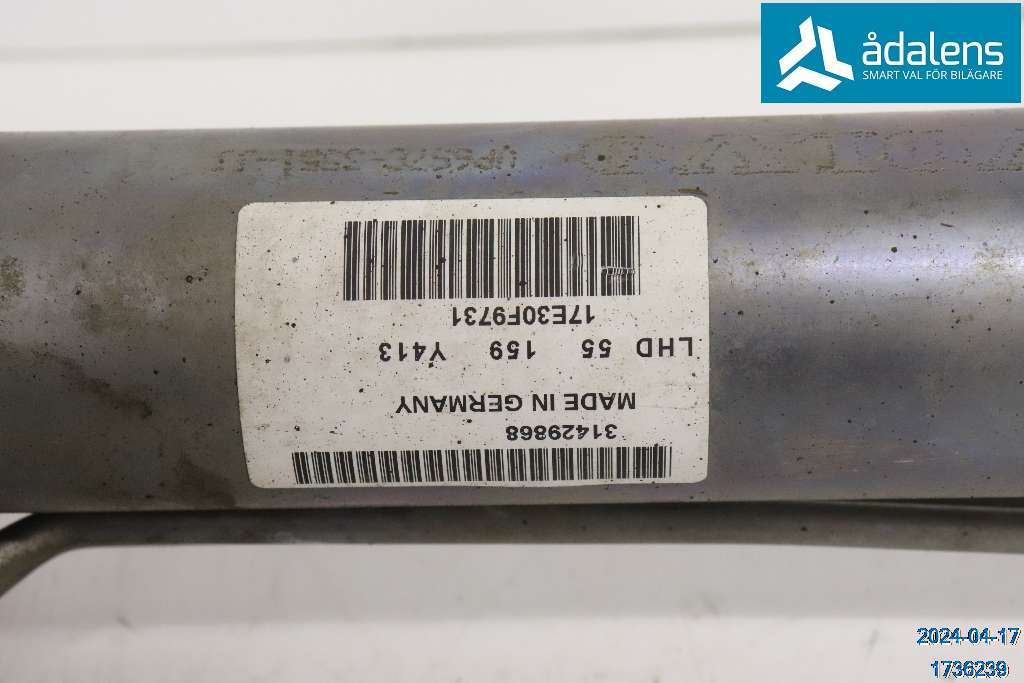 ådalens
SMART VAL FÖR BILÄGARE
31429868
MADE IN GERMANY
LHD 55 159 Y413
17E30F9731
2024-04-17
1736239